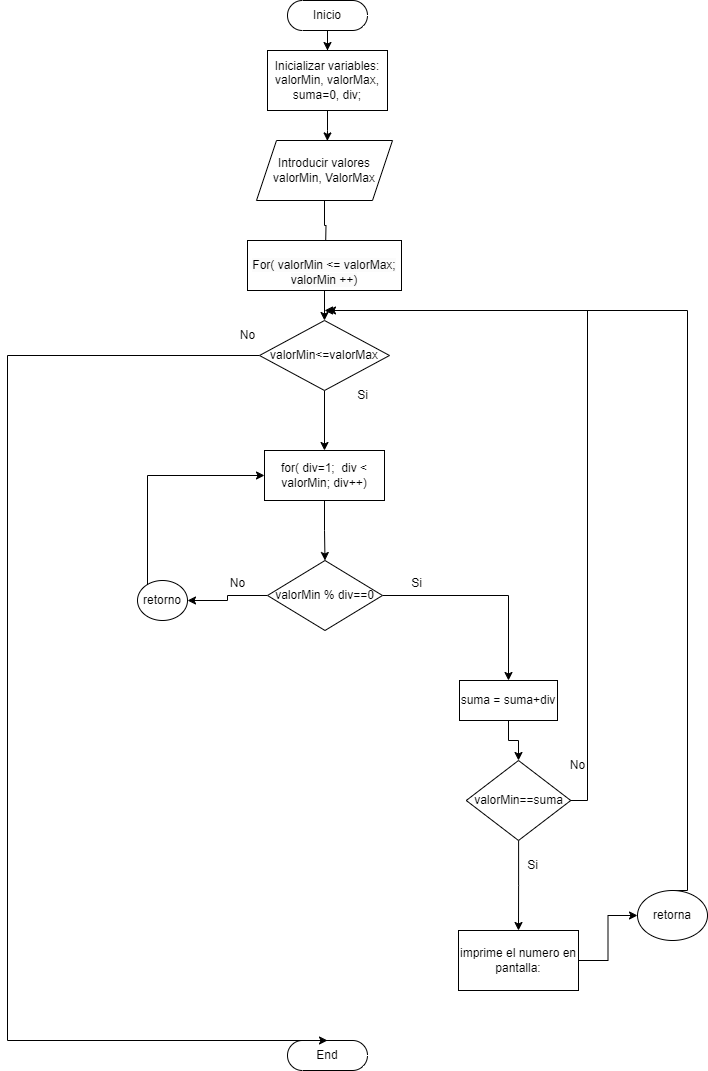 Inicio
Inicializar variables:
valorMin, valorMax,
suma=0, div;
Introducir valores
valorMin, ValorMax
For( valorMin <= valorMax;
valorMin ++)
No
valorMin<=valorMax
Si
for( div=1;  div <
valorMin; div++)
No
Si
retorno
valorMin % div==0
suma = suma+div
No
valorMin==suma
Si
retorna
imprime el numero en
pantalla:
End